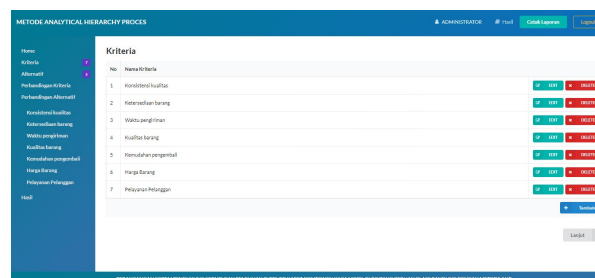 METODE ANALYTICAL HIERARCHY PROCES
ADMINISTRATOR
Hasil
Cetak Laporan
Logout
Home
Kriteria 7
Alternatif
Perbandingan Kriteria
Perbandingan Alternatif
Konsistensi kualitas
Ketersediaan barang
Waktu pengiriman
Kualitas barang
Kemudahan pengembali
Harga Barang
Pelayanan Pelanggan
Hasil
Kriteria
No Nama Kriteria
1 Konsistensi kualitas EDIT DELETE
2 Ketersediaan barang EDIT DELETE
3 Waktu pengiriman EDIT DELETE
4 Kualitas barang EDIT DELETE
5 Kemudahan pengembali EDIT DELETE
6 Harga Barang EDIT DELETE
7 Pelayanan Pelanggan EDIT DELETE
+ Tambah
Lanjut